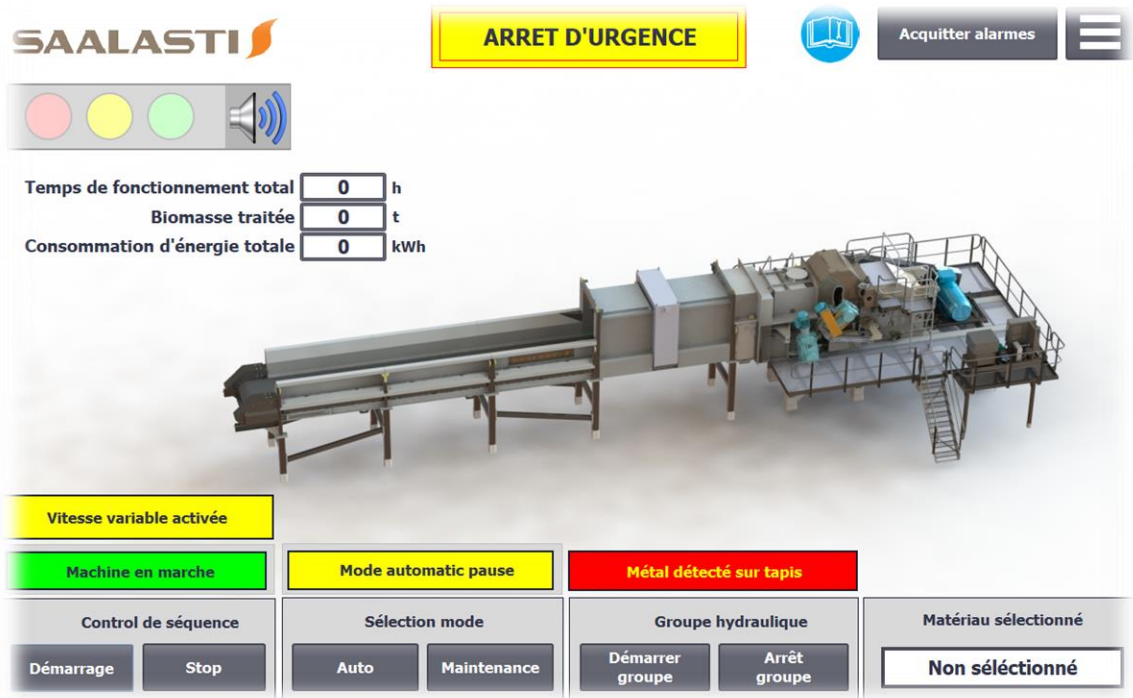 SAALASTI
ARRET D'URGENCE
Acquitter alarmes
Temps de fonctionnement total 0 h
Biomasse traitée 0 t
Consommation d'énergie totale 0 kWh
Vitesse variable activée
Machine en marche
Mode automatic pause
Métal détecté sur tapis
Control de séquence
Sélection mode
Groupe hydraulique
Matériau sélectionné
Démarrage
Stop
Auto
Maintenance
Démarrer groupe
Arrêt groupe
Non séléctionné